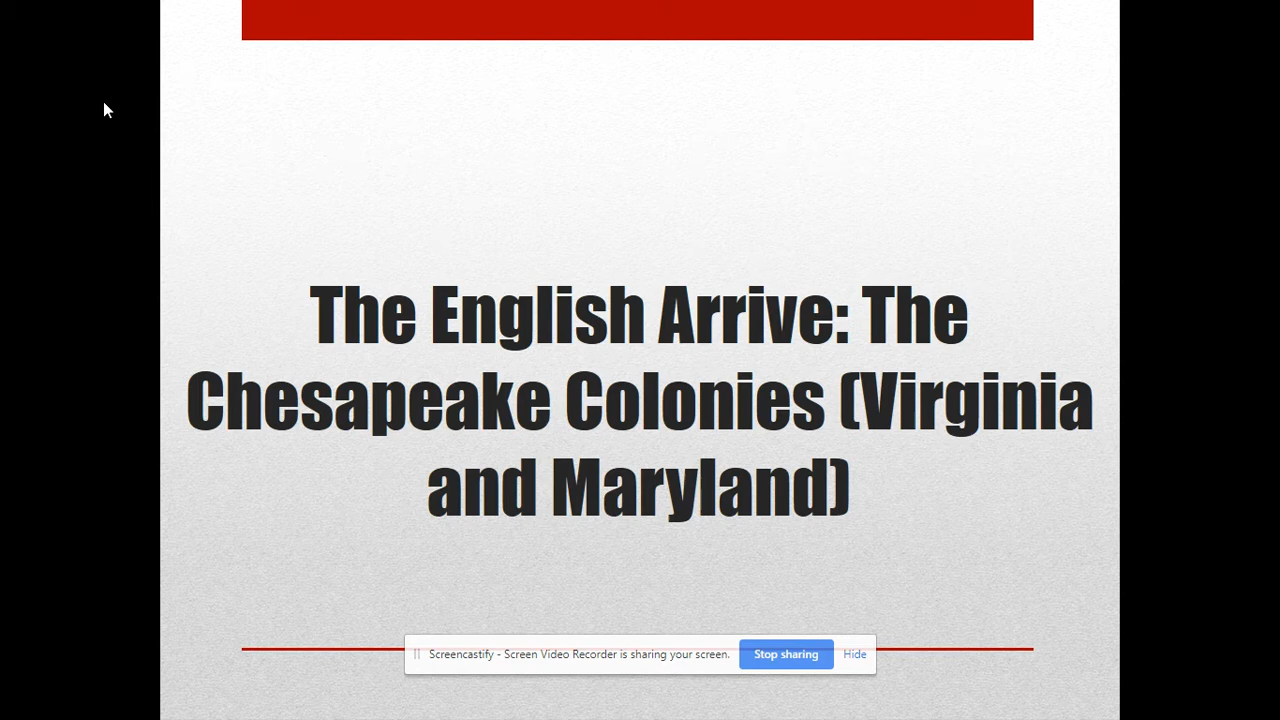 The English Arrive: The
Chesapeake Colonies (Virginia
and Maryland)
Screencastify - Screen Video Recorder is sharing your screen. Stop sharing Hide